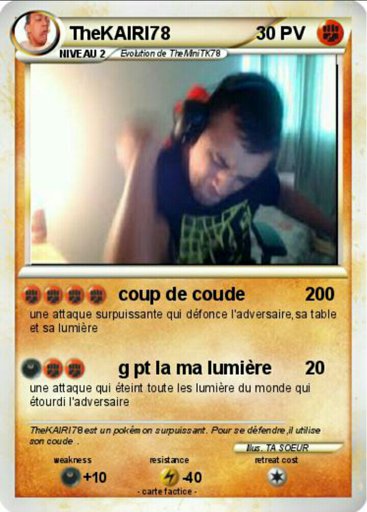 TheKAIRI78 30 PV
NIVEAU 2 Evolution de TheMiniTK78
coup de coude 200
une attaque surpuissante qui défonce l'adversaire,sa table
et sa lumière
g pt la ma lumière 20
une attaque qui éteint toute les lumière du monde qui
étourdi l'adversaire
TheKAIRI78 est un pokémon surpuissant. Pour se défendre,il utilise
son coude .
Illus. TA SOEUR
weakness resistance retreat cost
+10 -40
- carte factice -